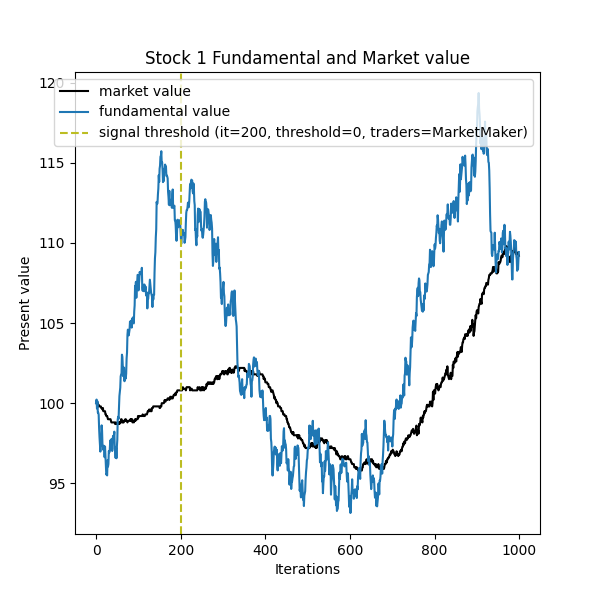 Stock 1 Fundamental and Market value
market value
fundamental value
signal threshold (it=200, threshold=0, traders=MarketMaker)
120
115
110
105
100
95
Present value
0 200 400 600 800 1000
Iterations